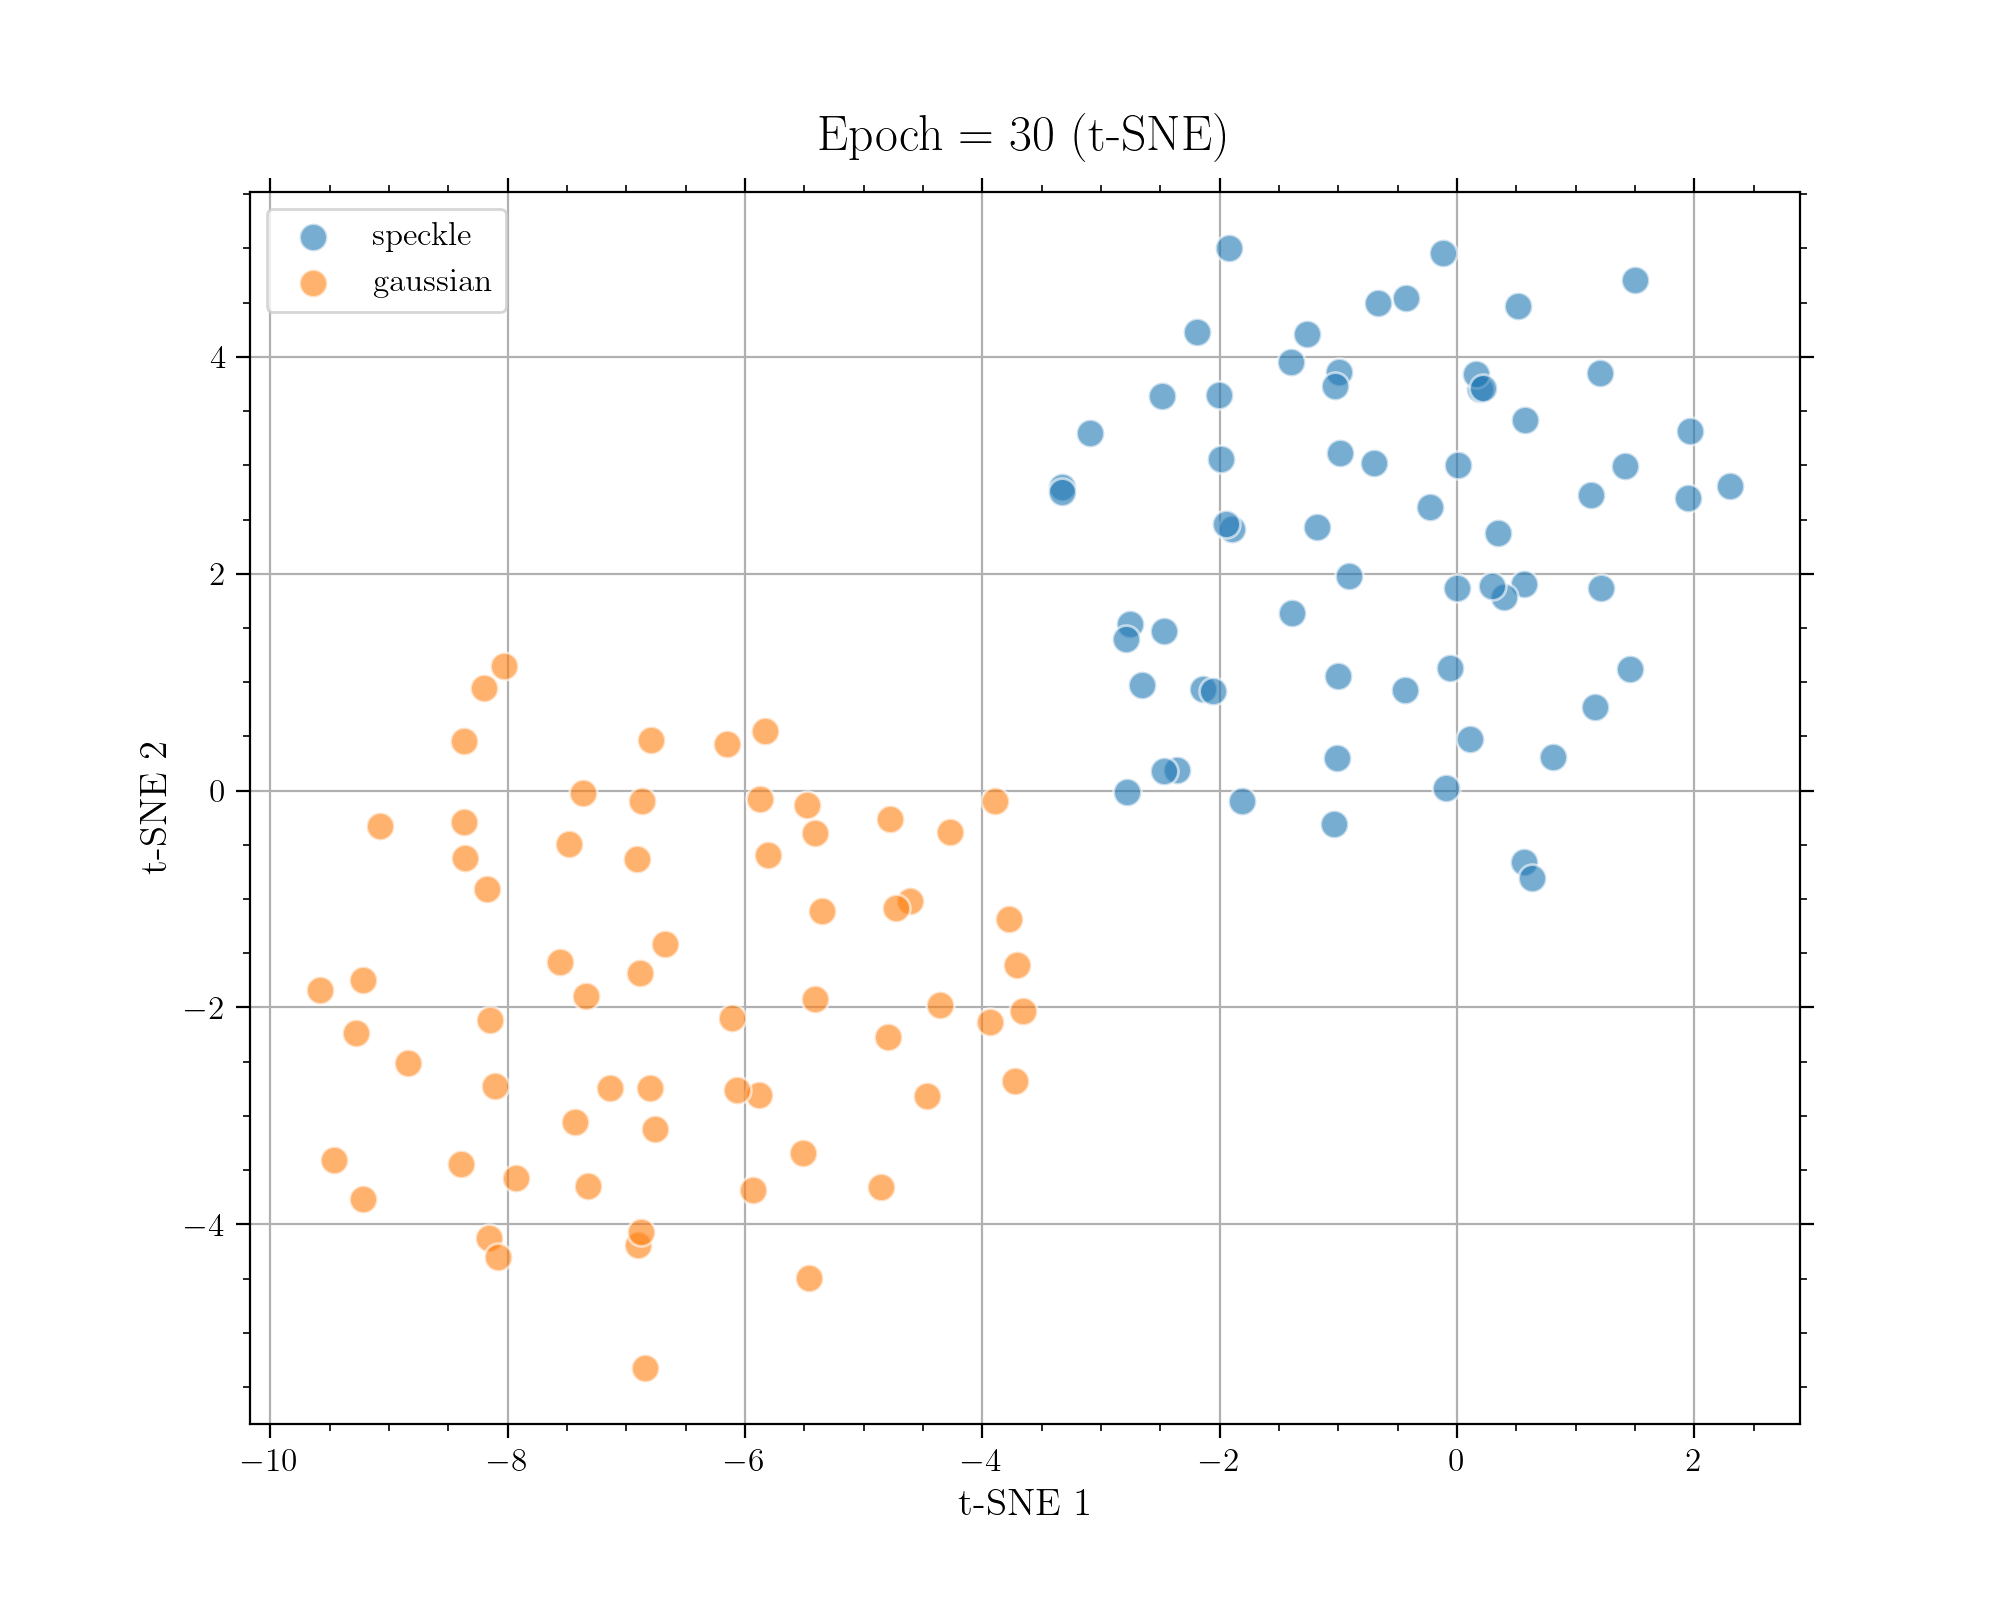 Epoch = 30 (t-SNE)
speckle
gaussian
4
2
0
−2
−4
t-SNE 2
−10 −8 −6 −4 −2 0 2
t-SNE 1